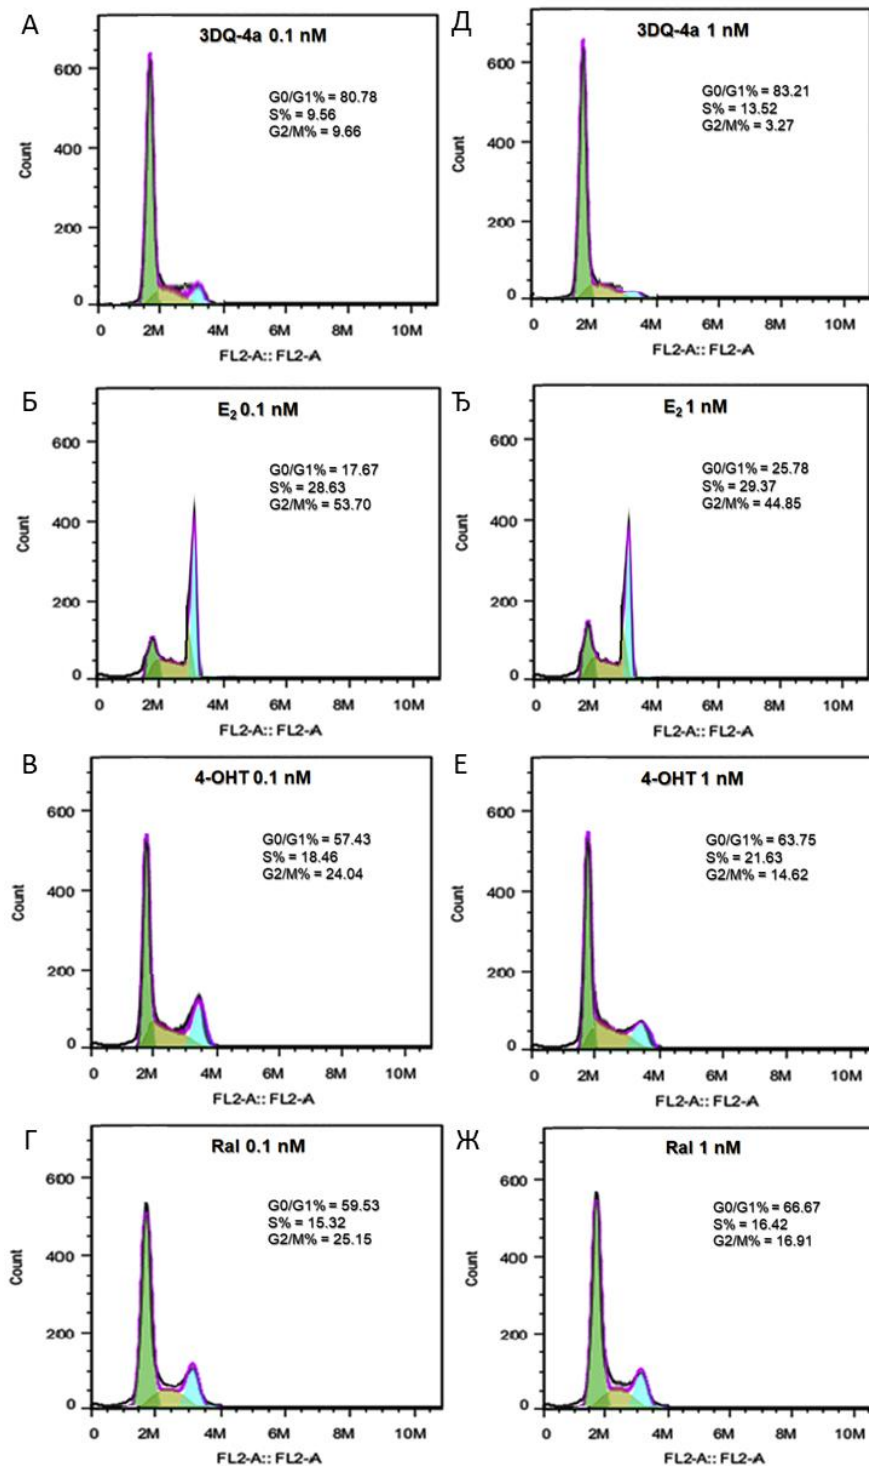 А
3DQ-4a 0.1 nM
G0/G1% = 80.78
S% = 9.56
G2/M% = 9.66
Count
600
400
200
0
0 2M 4M 6M 8M 10M
FL2-A:: FL2-A
Д
3DQ-4a 1 nM
G0/G1% = 83.21
S% = 13.52
G2/M% = 3.27
Count
600
400
200
0
0 2M 4M 6M 8M 10M
FL2-A:: FL2-A
Б
E₂ 0.1 nM
G0/G1% = 17.67
S% = 28.63
G2/M% = 53.70
Count
600
400
200
0
0 2M 4M 6M 8M 10M
FL2-A:: FL2-A
Ђ
E₂ 1 nM
G0/G1% = 25.78
S% = 29.37
G2/M% = 44.85
Count
600
400
200
0
0 2M 4M 6M 8M 10M
FL2-A:: FL2-A
В
4-OHT 0.1 nM
G0/G1% = 57.43
S% = 18.46
G2/M% = 24.04
Count
600
400
200
0
0 2M 4M 6M 8M 10M
FL2-A:: FL2-A
Е
4-OHT 1 nM
G0/G1% = 63.75
S% = 21.63
G2/M% = 14.62
Count
600
400
200
0
0 2M 4M 6M 8M 10M
FL2-A:: FL2-A
Г
Ral 0.1 nM
G0/G1% = 59.53
S% = 15.32
G2/M% = 25.15
Count
600
400
200
0
0 2M 4M 6M 8M 10M
FL2-A:: FL2-A
Ж
Ral 1 nM
G0/G1% = 66.67
S% = 16.42
G2/M% = 16.91
Count
600
400
200
0
0 2M 4M 6M 8M 10M
FL2-A:: FL2-A